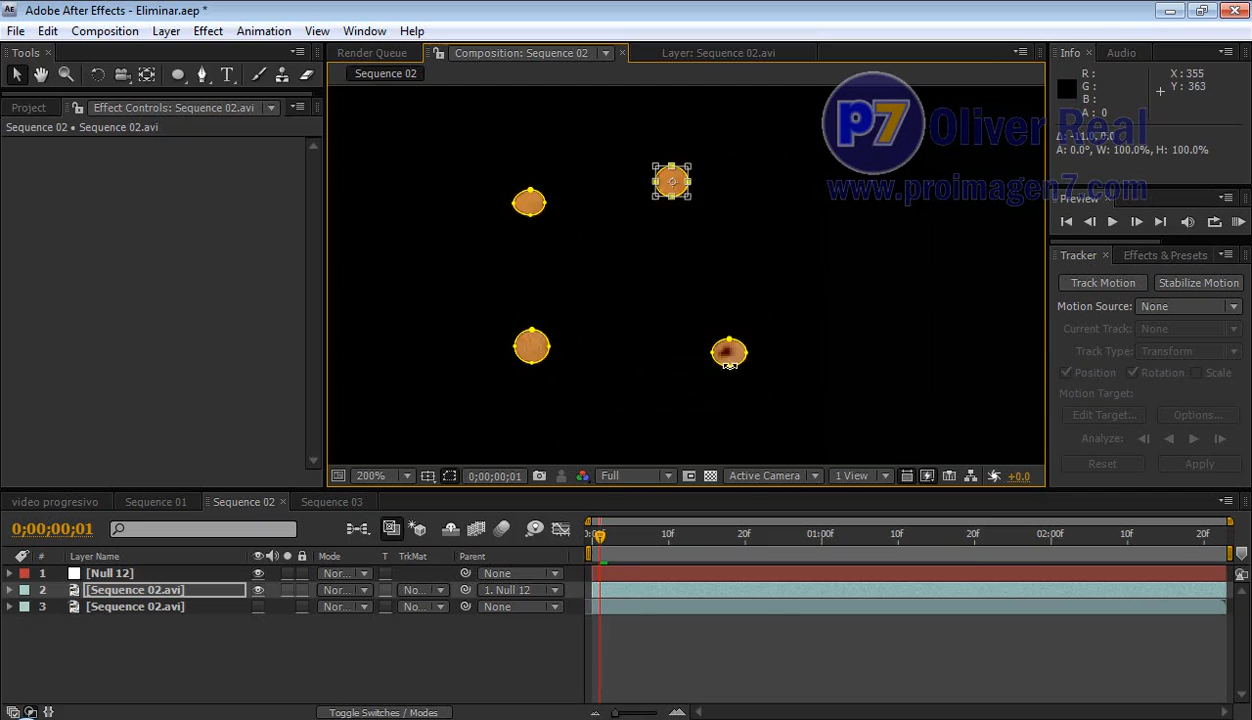 Adobe After Effects - Eliminar.aep *
File Edit Composition Layer Effect Animation View Window Help
Tools
Render Queue
Composition: Sequence 02
Layer: Sequence 02.avi
Info
Audio
Sequence 02
R :
G :
B :
A : 0
X : 355
Y : 363
Δ: -11.0, 0.0
A: 0.0°, W: 100.0%, H: 100.0%
Project
Effect Controls: Sequence 02.avi
Sequence 02 • Sequence 02.avi
P7 Oliver Real
www.proimagen7.com
Preview
Tracker
Effects & Presets
Track Motion
Stabilize Motion
Motion Source: None
Current Track: None
Track Type: Transform
Position Rotation Scale
Motion Target:
Edit Target...
Options...
Analyze:
Reset
Apply
200%
0;00;00;01
Full
Active Camera
1 View
+0.0
video progresivo
Sequence 01
Sequence 02
Sequence 03
0;00;00;01
# Layer Name Mode T TrkMat Parent
10f 20f 01:00f 10f 20f 02:00f 10f 20f
1 [Null 12] Nor... None
2 [Sequence 02.avi] Nor... No... 1. Null 12
3 [Sequence 02.avi] Nor... No... None
Toggle Switches / Modes